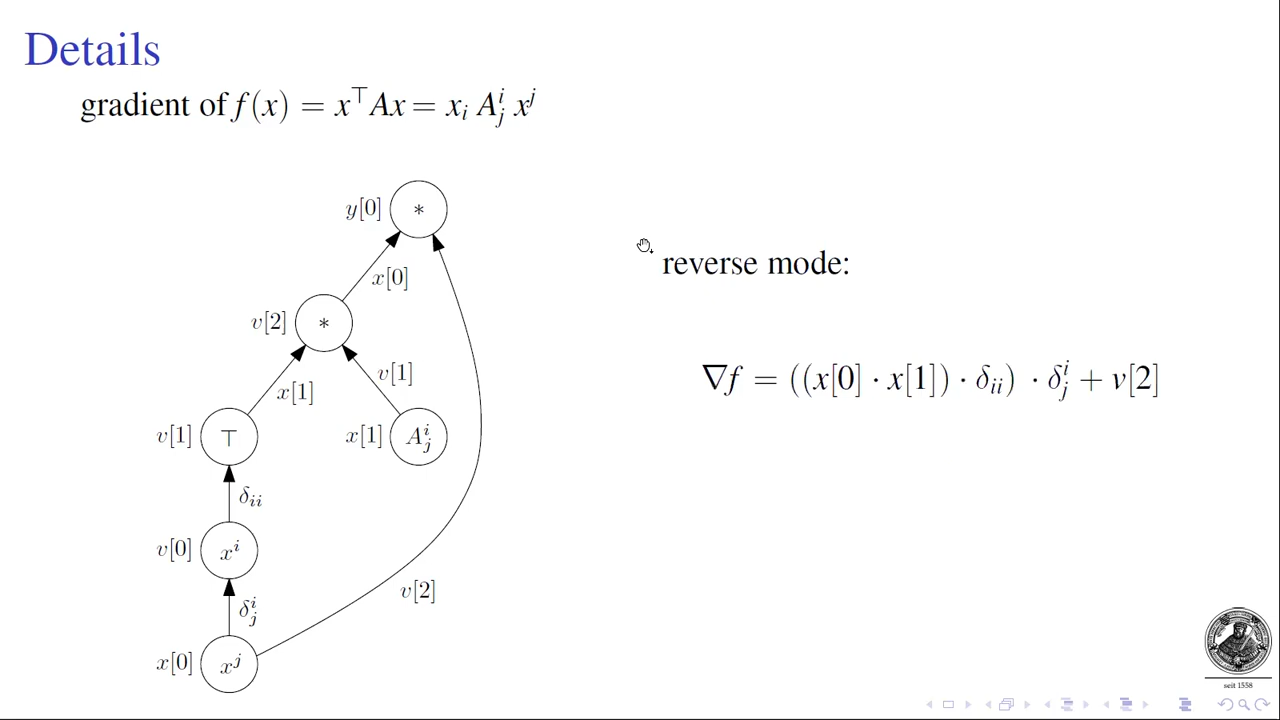 Details
gradient of f(x) = x⊤Ax = x_i A^i_j x^j
y[0] *
x[0]
v[2] *
reverse mode:
v[1]
x[1]
∇f = ((x[0] · x[1]) · δ_ii) · δ^i_j + v[2]
v[1] ⊤
x[1] A^i_j
δ_ii
v[0] x^i
v[2]
δ^i_j
x[0] x^j
seit 1558